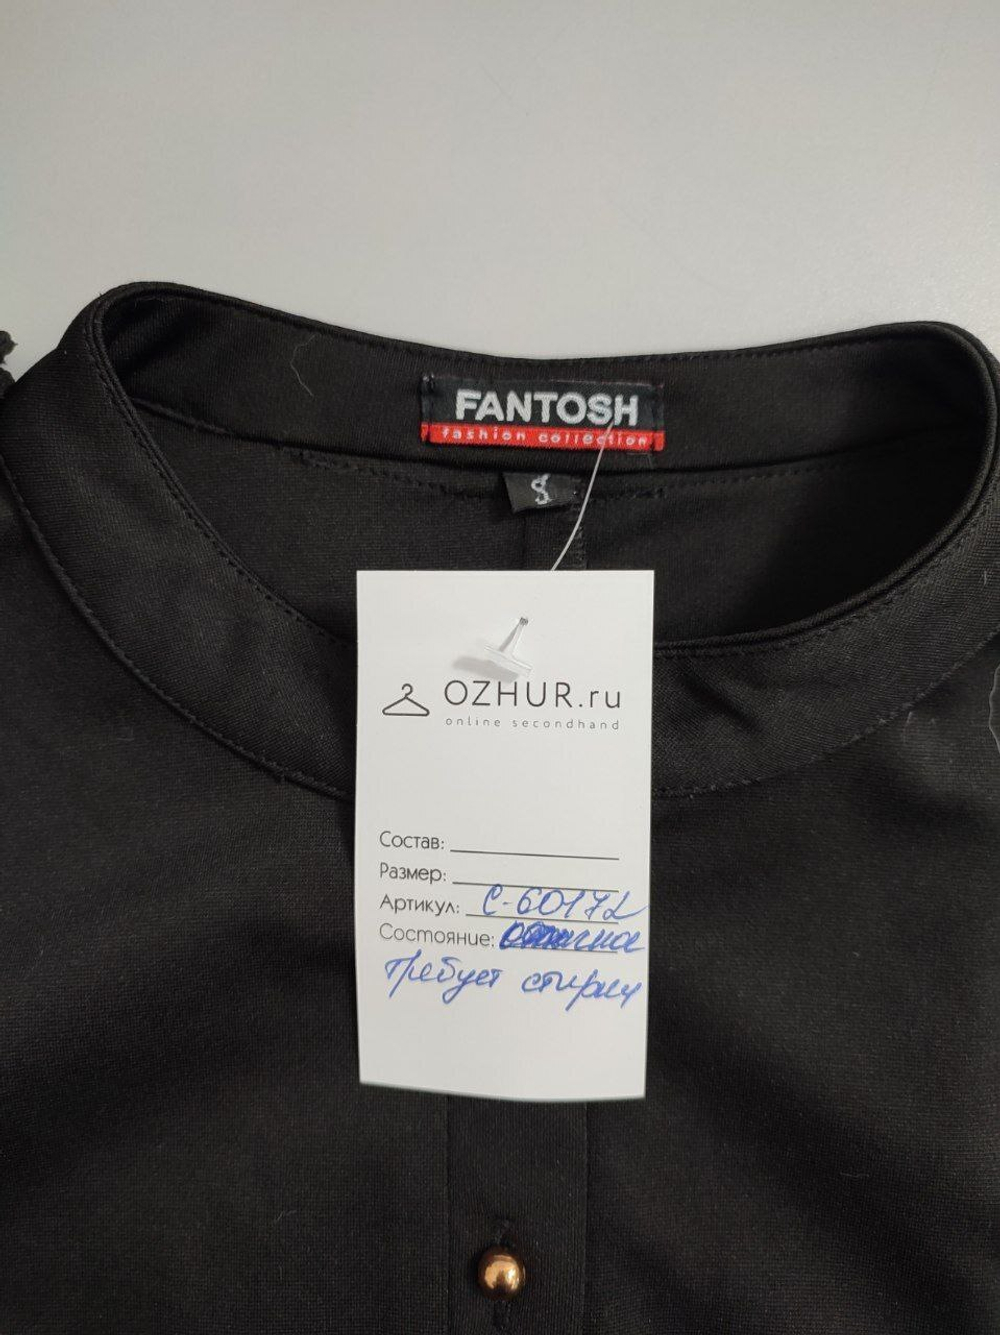 FANTOSH
fashion collection
OZHUR.ru
online secondhand
Состав:
Размер:
Артикул: С-60172
Состояние:
требует стирки